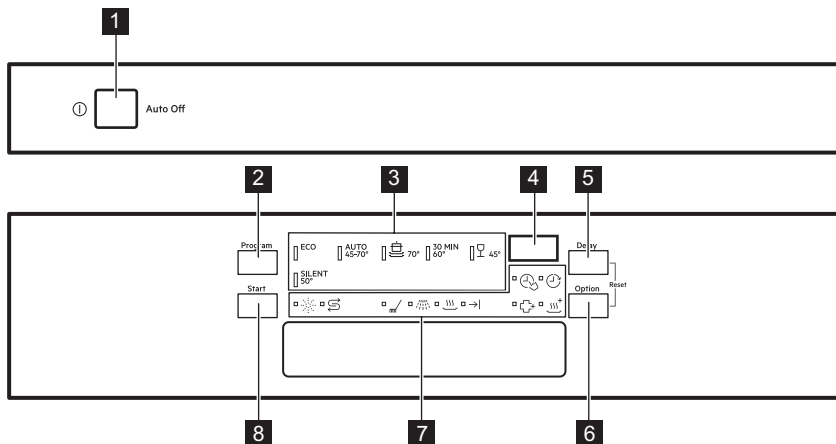 1
Auto Off
2
3
4
5
Program
ECO
AUTO
45-70°
70°
30 MIN
60°
45°
Delay
SILENT
50°
Start
Option
Reset
8
7
6